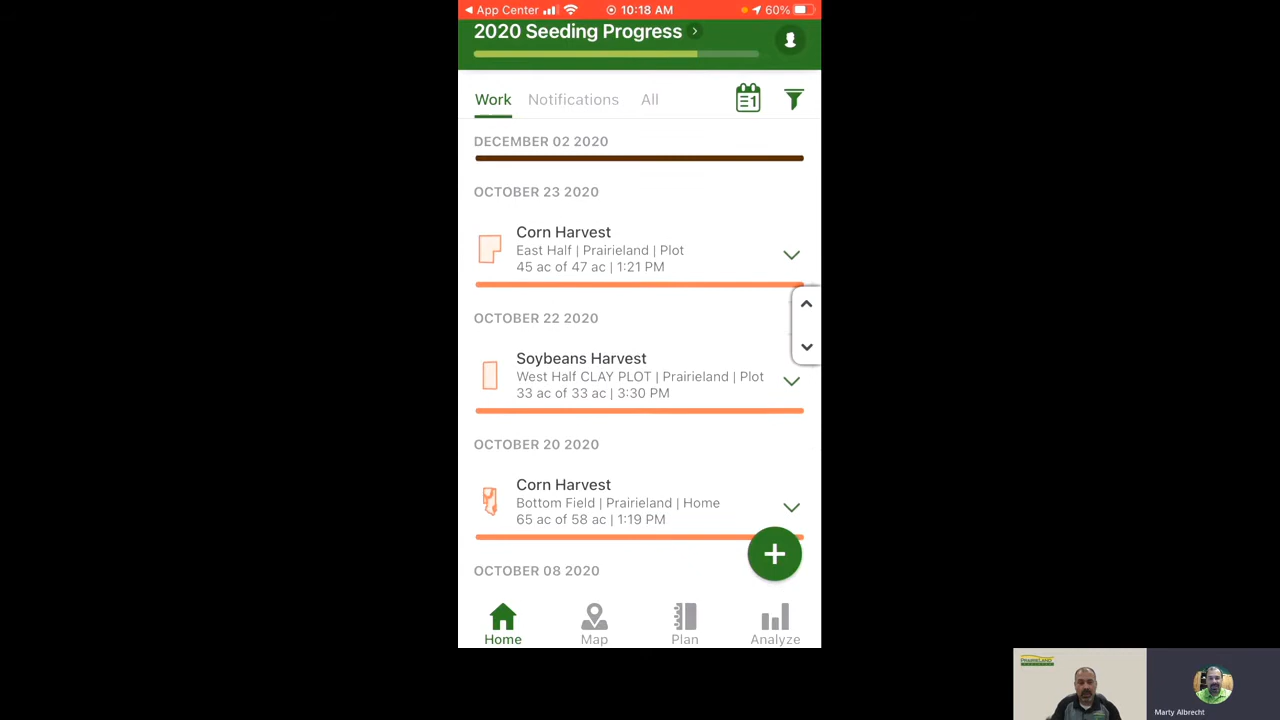 App Center
10:18 AM
60%
2020 Seeding Progress
Work
Notifications
All
1
DECEMBER 02 2020
OCTOBER 23 2020
Corn Harvest
East Half | Prairieland | Plot
45 ac of 47 ac | 1:21 PM
OCTOBER 22 2020
Soybeans Harvest
West Half CLAY PLOT | Prairieland | Plot
33 ac of 33 ac | 3:30 PM
OCTOBER 20 2020
Corn Harvest
Bottom Field | Prairieland | Home
65 ac of 58 ac | 1:19 PM
OCTOBER 08 2020
Home
Map
Plan
Analyze
PRAIRIELAND
Marty Albrecht